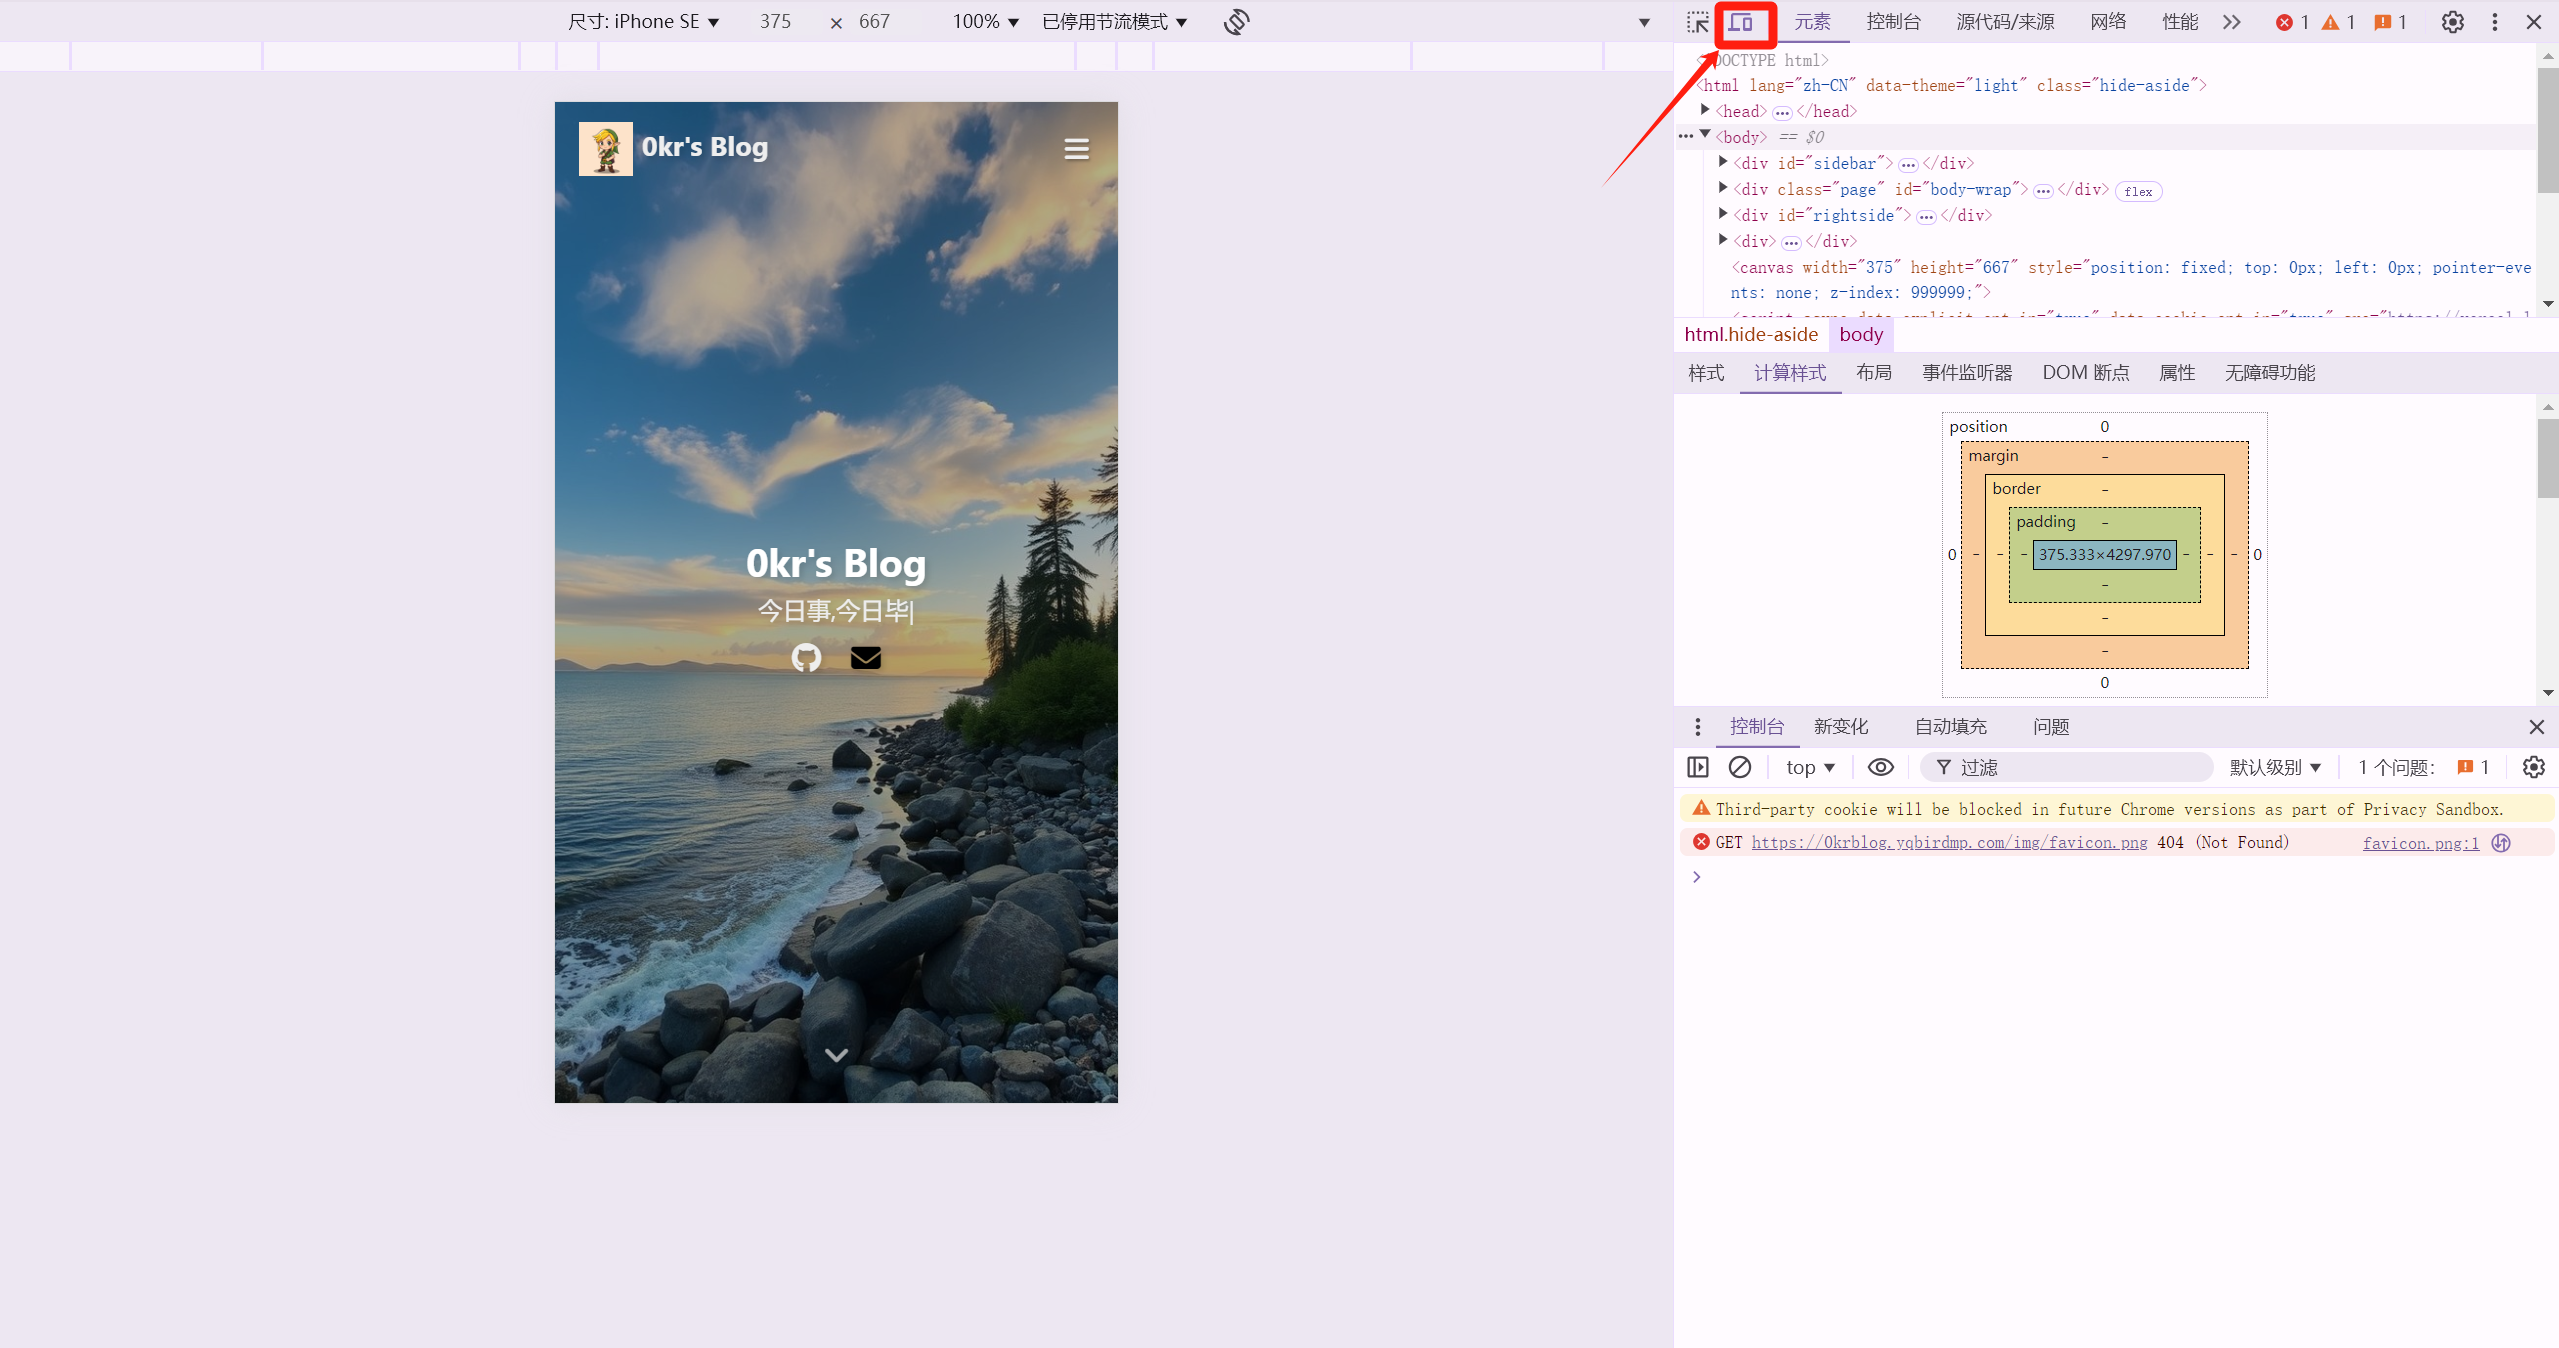 尺寸: iPhone SE ▼ 375 × 667 100% ▼ 已停用节流模式 ▼
元素 控制台 源代码/来源 网络 性能 1 1 1
0kr's Blog
0kr's Blog
今日事,今日毕|
<!DOCTYPE html>
<html lang="zh-CN" data-theme="light" class="hide-aside">
<head> ••• </head>
••• <body> == $0
<div id="sidebar"> ••• </div>
<div class="page" id="body-wrap"> ••• </div> flex
<div id="rightside"> ••• </div>
<div> ••• </div>
<canvas width="375" height="667" style="position: fixed; top: 0px; left: 0px; pointer-eve
nts: none; z-index: 999999;">
html.hide-aside body
样式 计算样式 布局 事件监听器 DOM 断点 属性 无障碍功能
position 0
margin -
border -
padding -
0 - - - 375.333×4297.970 - - - 0
-
-
-
0
控制台 新变化 自动填充 问题
top ▼ 过滤 默认级别 ▼ 1 个问题: 1
Third-party cookie will be blocked in future Chrome versions as part of Privacy Sandbox.
GET https://0krblog.yqbirdmp.com/img/favicon.png 404 (Not Found) favicon.png:1